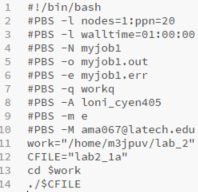 1 #!/bin/bash
2 #PBS -l nodes=1:ppn=20
3 #PBS -l walltime=01:00:00
4 #PBS -N myjob1
5 #PBS -o myjob1.out
6 #PBS -e myjob1.err
7 #PBS -q workq
8 #PBS -A loni_cyen405
9 #PBS -m e
10 #PBS -M ama067@latech.edu
11 work="/home/m3jpuv/lab_2"
12 CFILE="lab2_1a"
13 cd $work
14 ./$CFILE